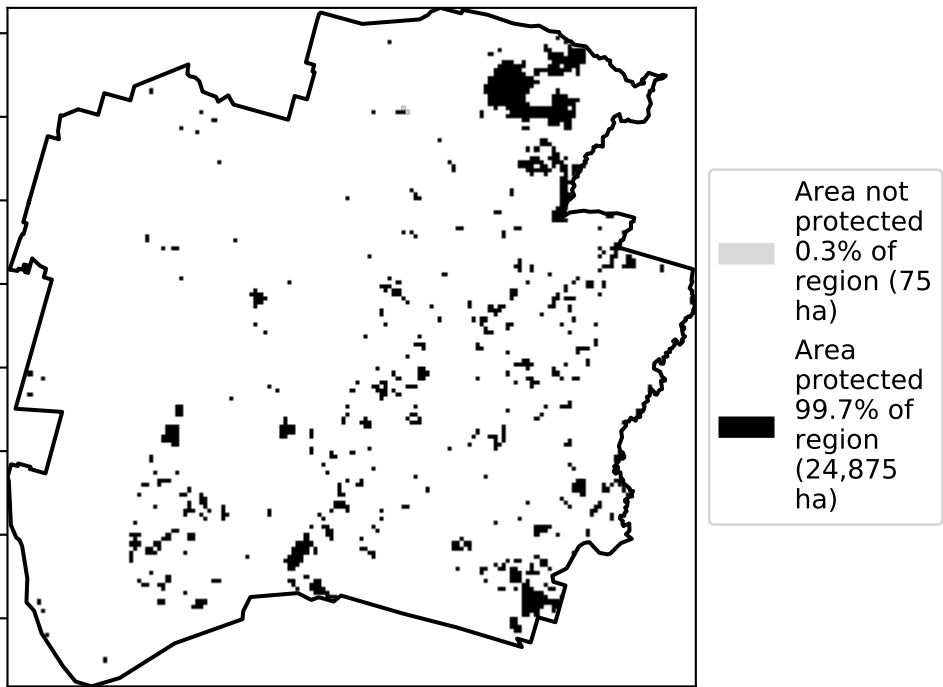 Area not
protected
0.3% of
region (75
ha)
Area
protected
99.7% of
region
(24,875
ha)